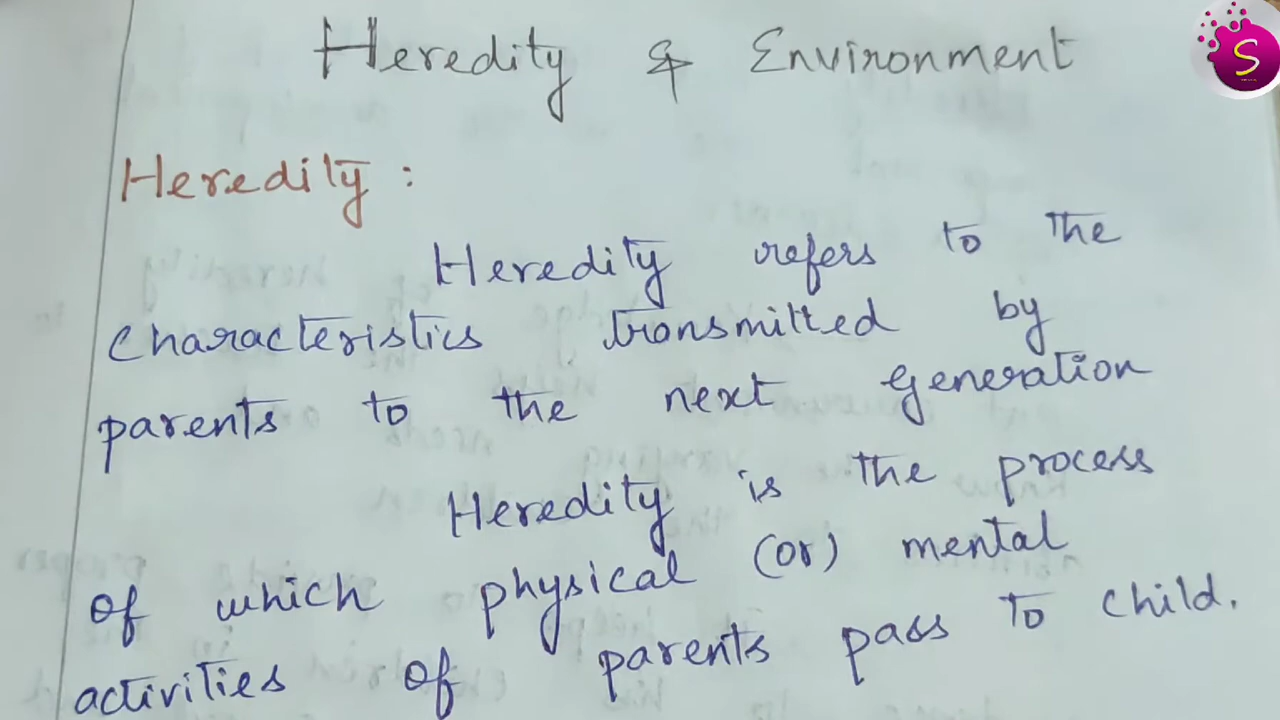 Heredity & Environment
Heredity :
Heredity refers to the
characteristics transmitted by
parents to the next generation
Heredity is the process
of which physical (or) mental
activities of parents pass to child.
S